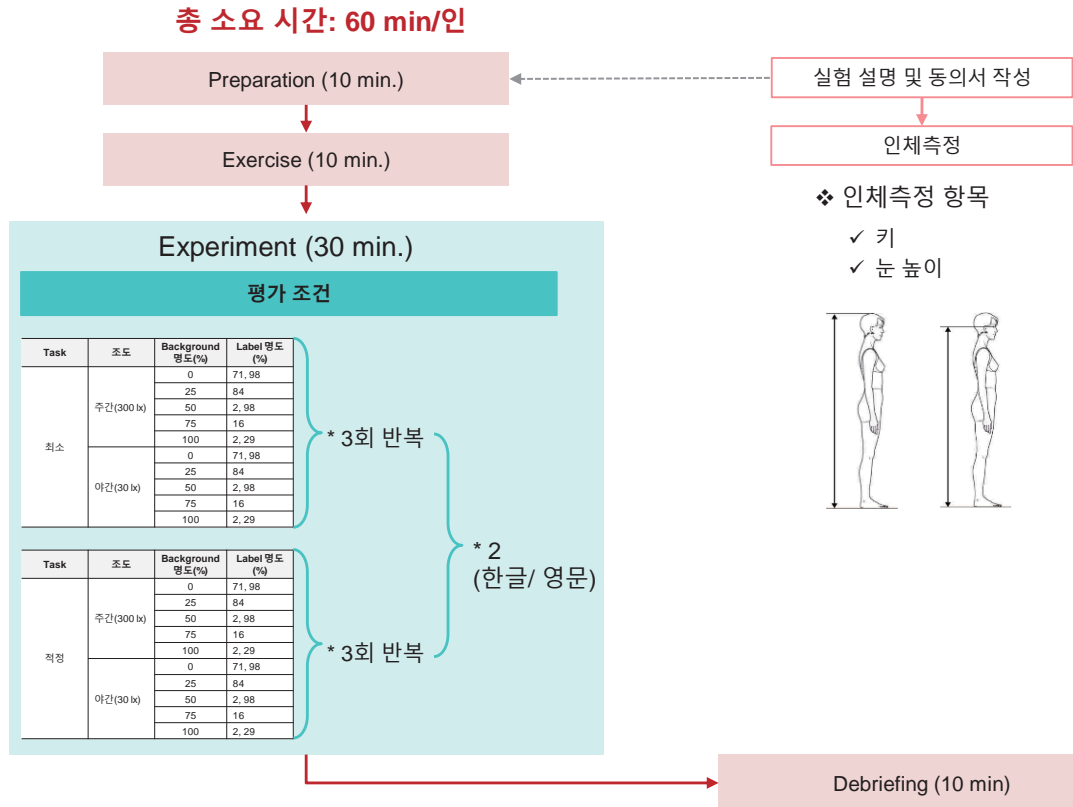 총 소요 시간: 60 min/인
Preparation (10 min.)
실험 설명 및 동의서 작성
인체측정
Exercise (10 min.)
❖ 인체측정 항목
✓ 키
✓ 눈 높이
Experiment (30 min.)
평가 조건
Task 조도 Background 명도(%) Label 명도 (%)
최소 주간(300 lx) 0 71, 98
25 84
50 2, 98
75 16
100 2, 29
야간(30 lx) 0 71, 98
25 84
50 2, 98
75 16
100 2, 29
* 3회 반복
Task 조도 Background 명도(%) Label 명도 (%)
적정 주간(300 lx) 0 71, 98
25 84
50 2, 98
75 16
100 2, 29
야간(30 lx) 0 71, 98
25 84
50 2, 98
75 16
100 2, 29
* 3회 반복
* 2
(한글/ 영문)
Debriefing (10 min)